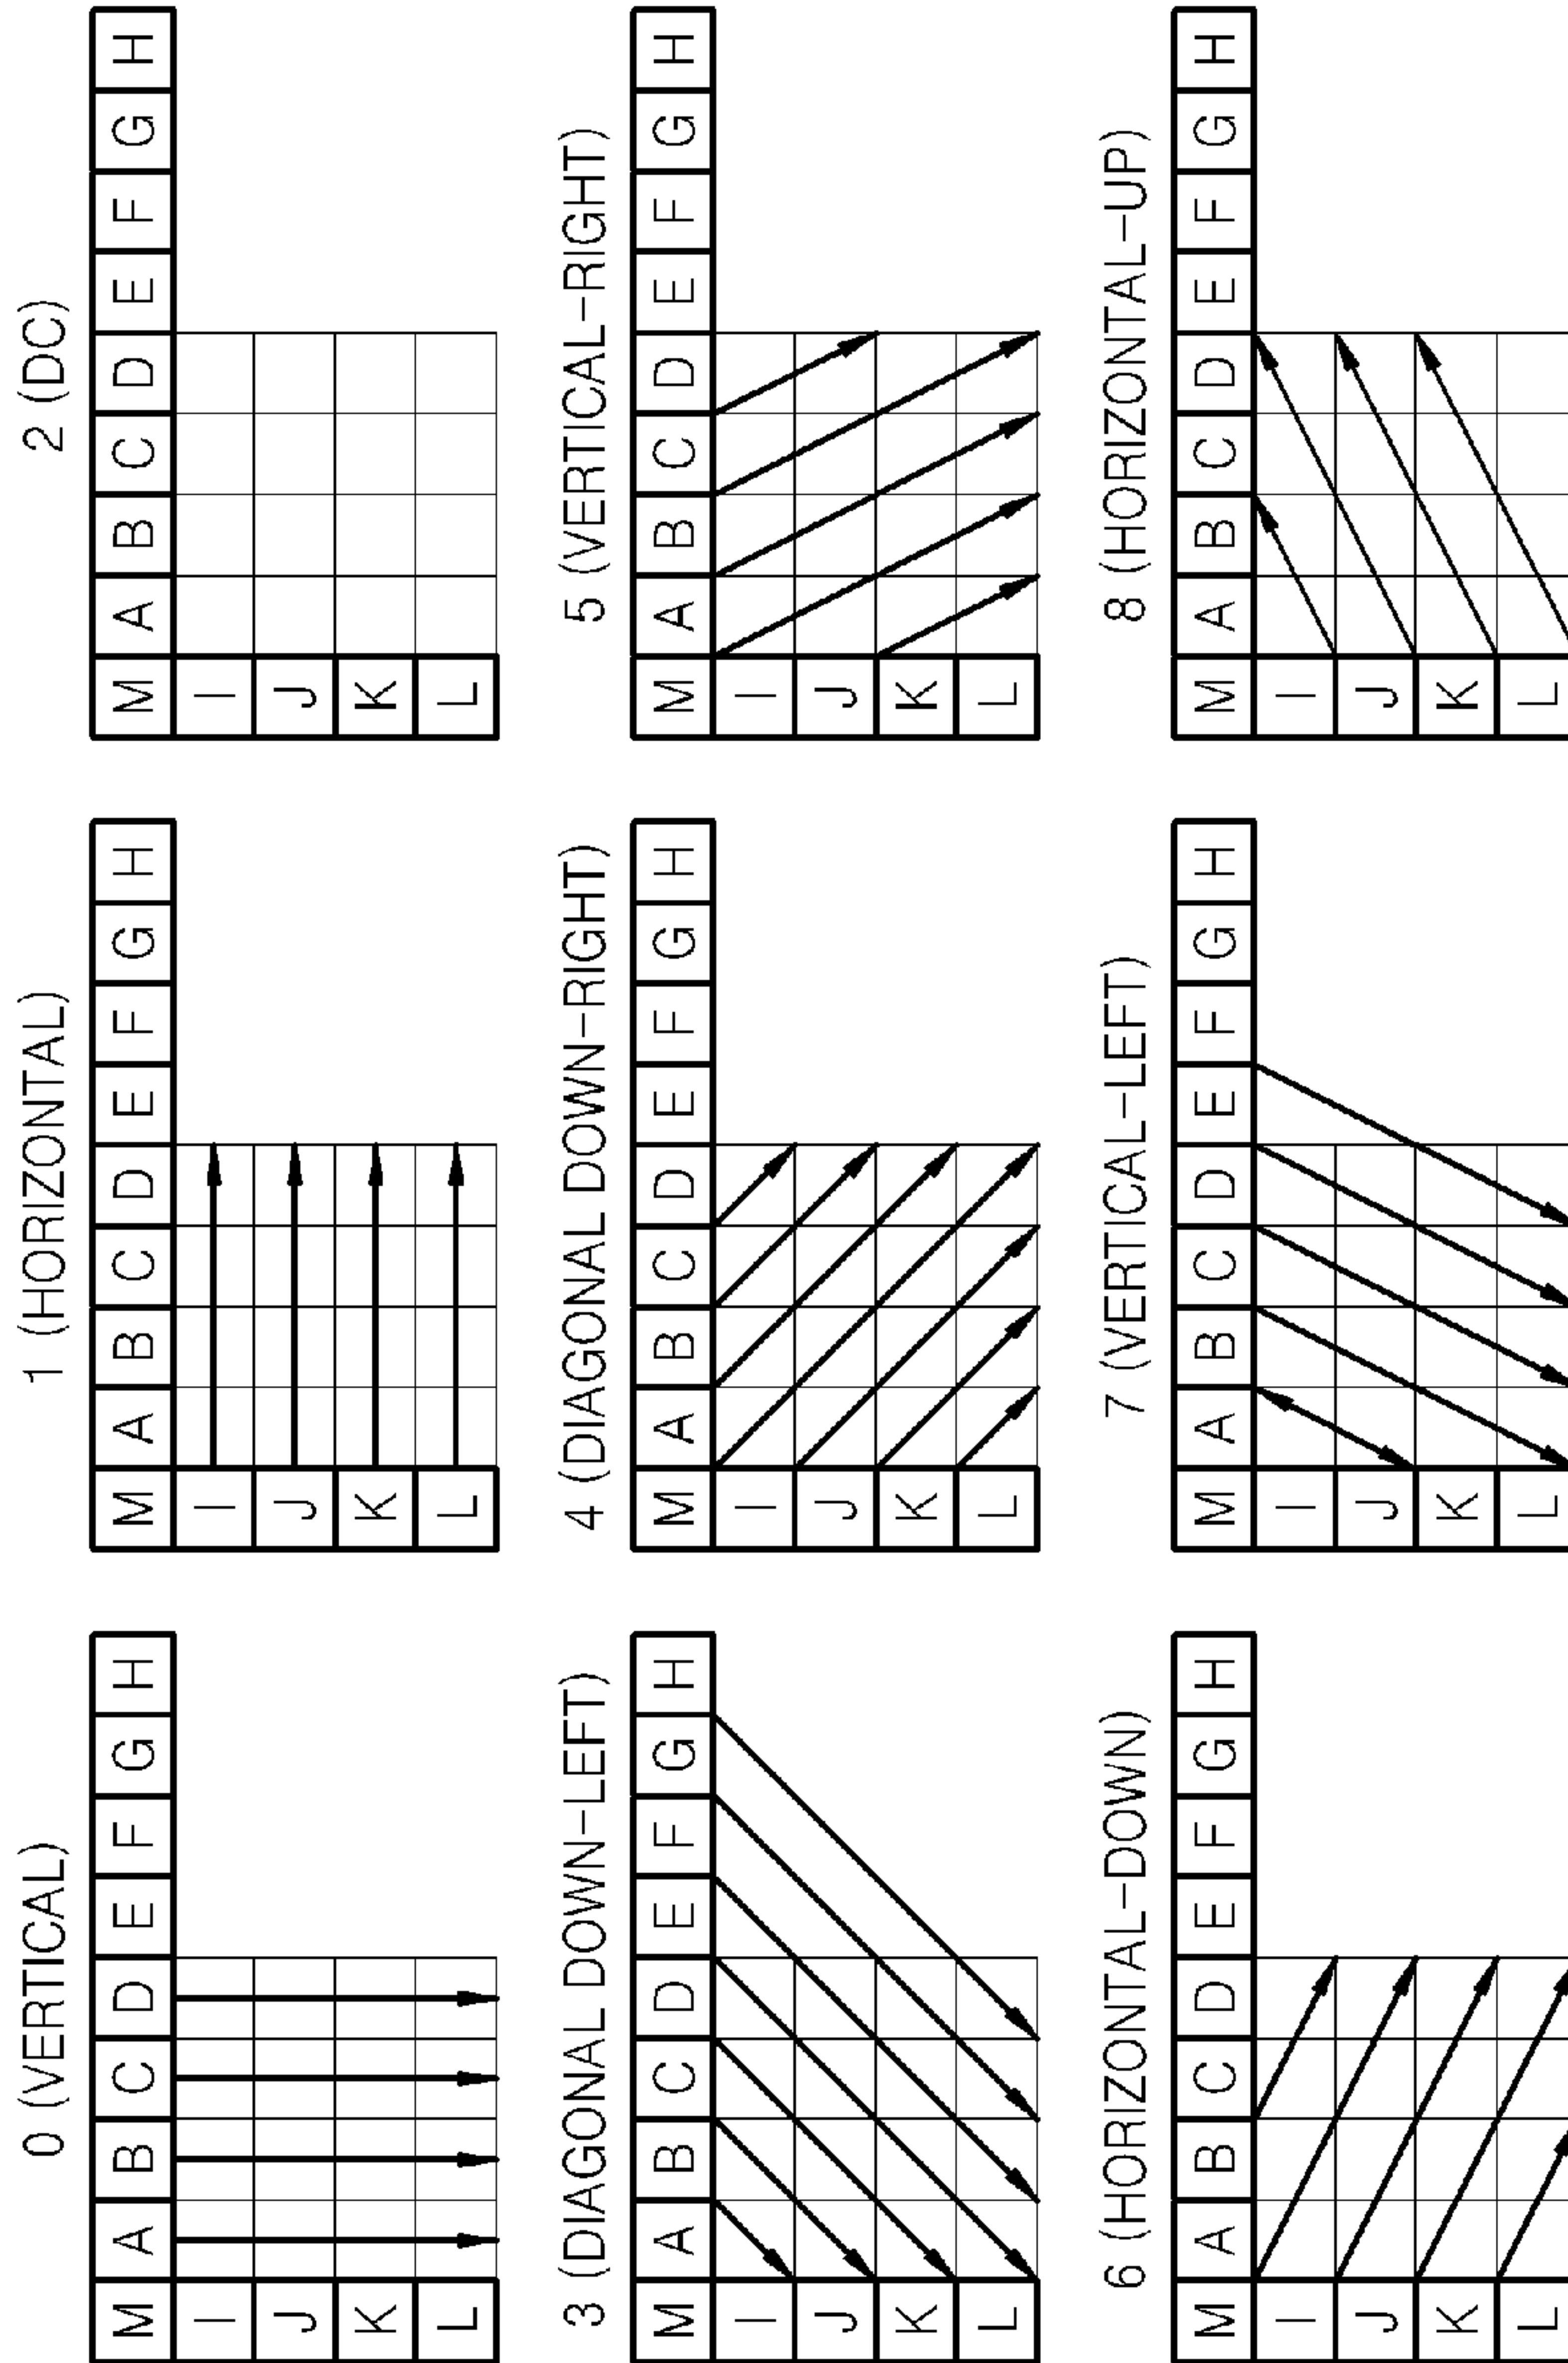 0 (VERTICAL)
M A B C D E F G H
I
J
K
L
1 (HORIZONTAL)
M A B C D E F G H
I
J
K
L
2 (DC)
M A B C D E F G H
I
J
K
L
3 (DIAGONAL DOWN-LEFT)
M A B C D E F G H
I
J
K
L
4 (DIAGONAL DOWN-RIGHT)
M A B C D E F G H
I
J
K
L
5 (VERTICAL-RIGHT)
M A B C D E F G H
I
J
K
L
6 (HORIZONTAL-DOWN)
M A B C D E F G H
I
J
K
L
7 (VERTICAL-LEFT)
M A B C D E F G H
I
J
K
L
8 (HORIZONTAL-UP)
M A B C D E F G H
I
J
K
L